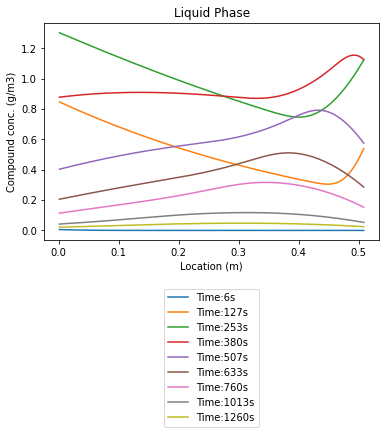 Liquid Phase
Compound conc. (g/m3)
1.2
1.0
0.8
0.6
0.4
0.2
0.0
0.0 0.1 0.2 0.3 0.4 0.5
Location (m)
Time:6s
Time:127s
Time:253s
Time:380s
Time:507s
Time:633s
Time:760s
Time:1013s
Time:1260s